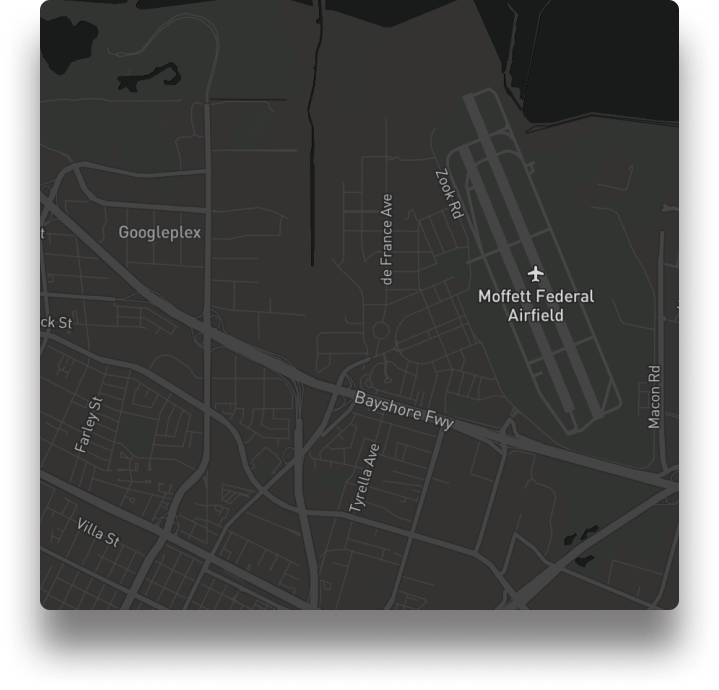 Zook Rd
de France Ave
Googleplex
t
Moffett Federal
Airfield
ck St
Macon Rd
Bayshore Fwy
Farley St
Tyrella Ave
Villa St